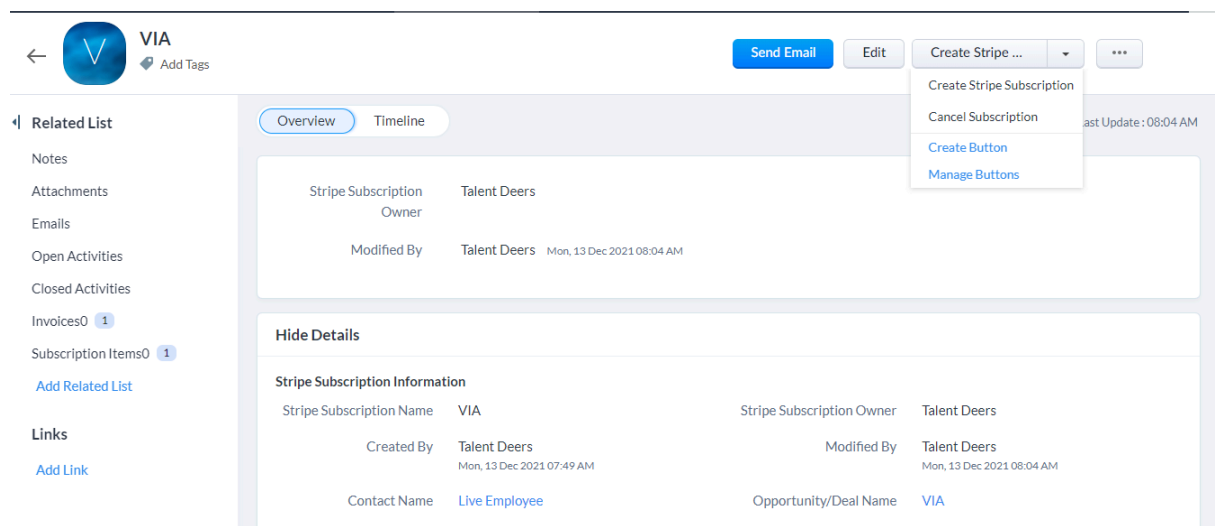 VIA
V
Add Tags
Send Email
Edit
Create Stripe ...
Create Stripe Subscription
Cancel Subscription
Create Button
Manage Buttons
Related List
Notes
Attachments
Emails
Open Activities
Closed Activities
Invoices0 1
Subscription Items0 1
Add Related List
Links
Add Link
Overview
Timeline
Last Update : 08:04 AM
Stripe Subscription
Owner
Talent Deers
Modified By
Talent Deers Mon, 13 Dec 2021 08:04 AM
Hide Details
Stripe Subscription Information
Stripe Subscription Name VIA
Stripe Subscription Owner Talent Deers
Created By Talent Deers
Mon, 13 Dec 2021 07:49 AM
Modified By Talent Deers
Mon, 13 Dec 2021 08:04 AM
Contact Name Live Employee
Opportunity/Deal Name VIA